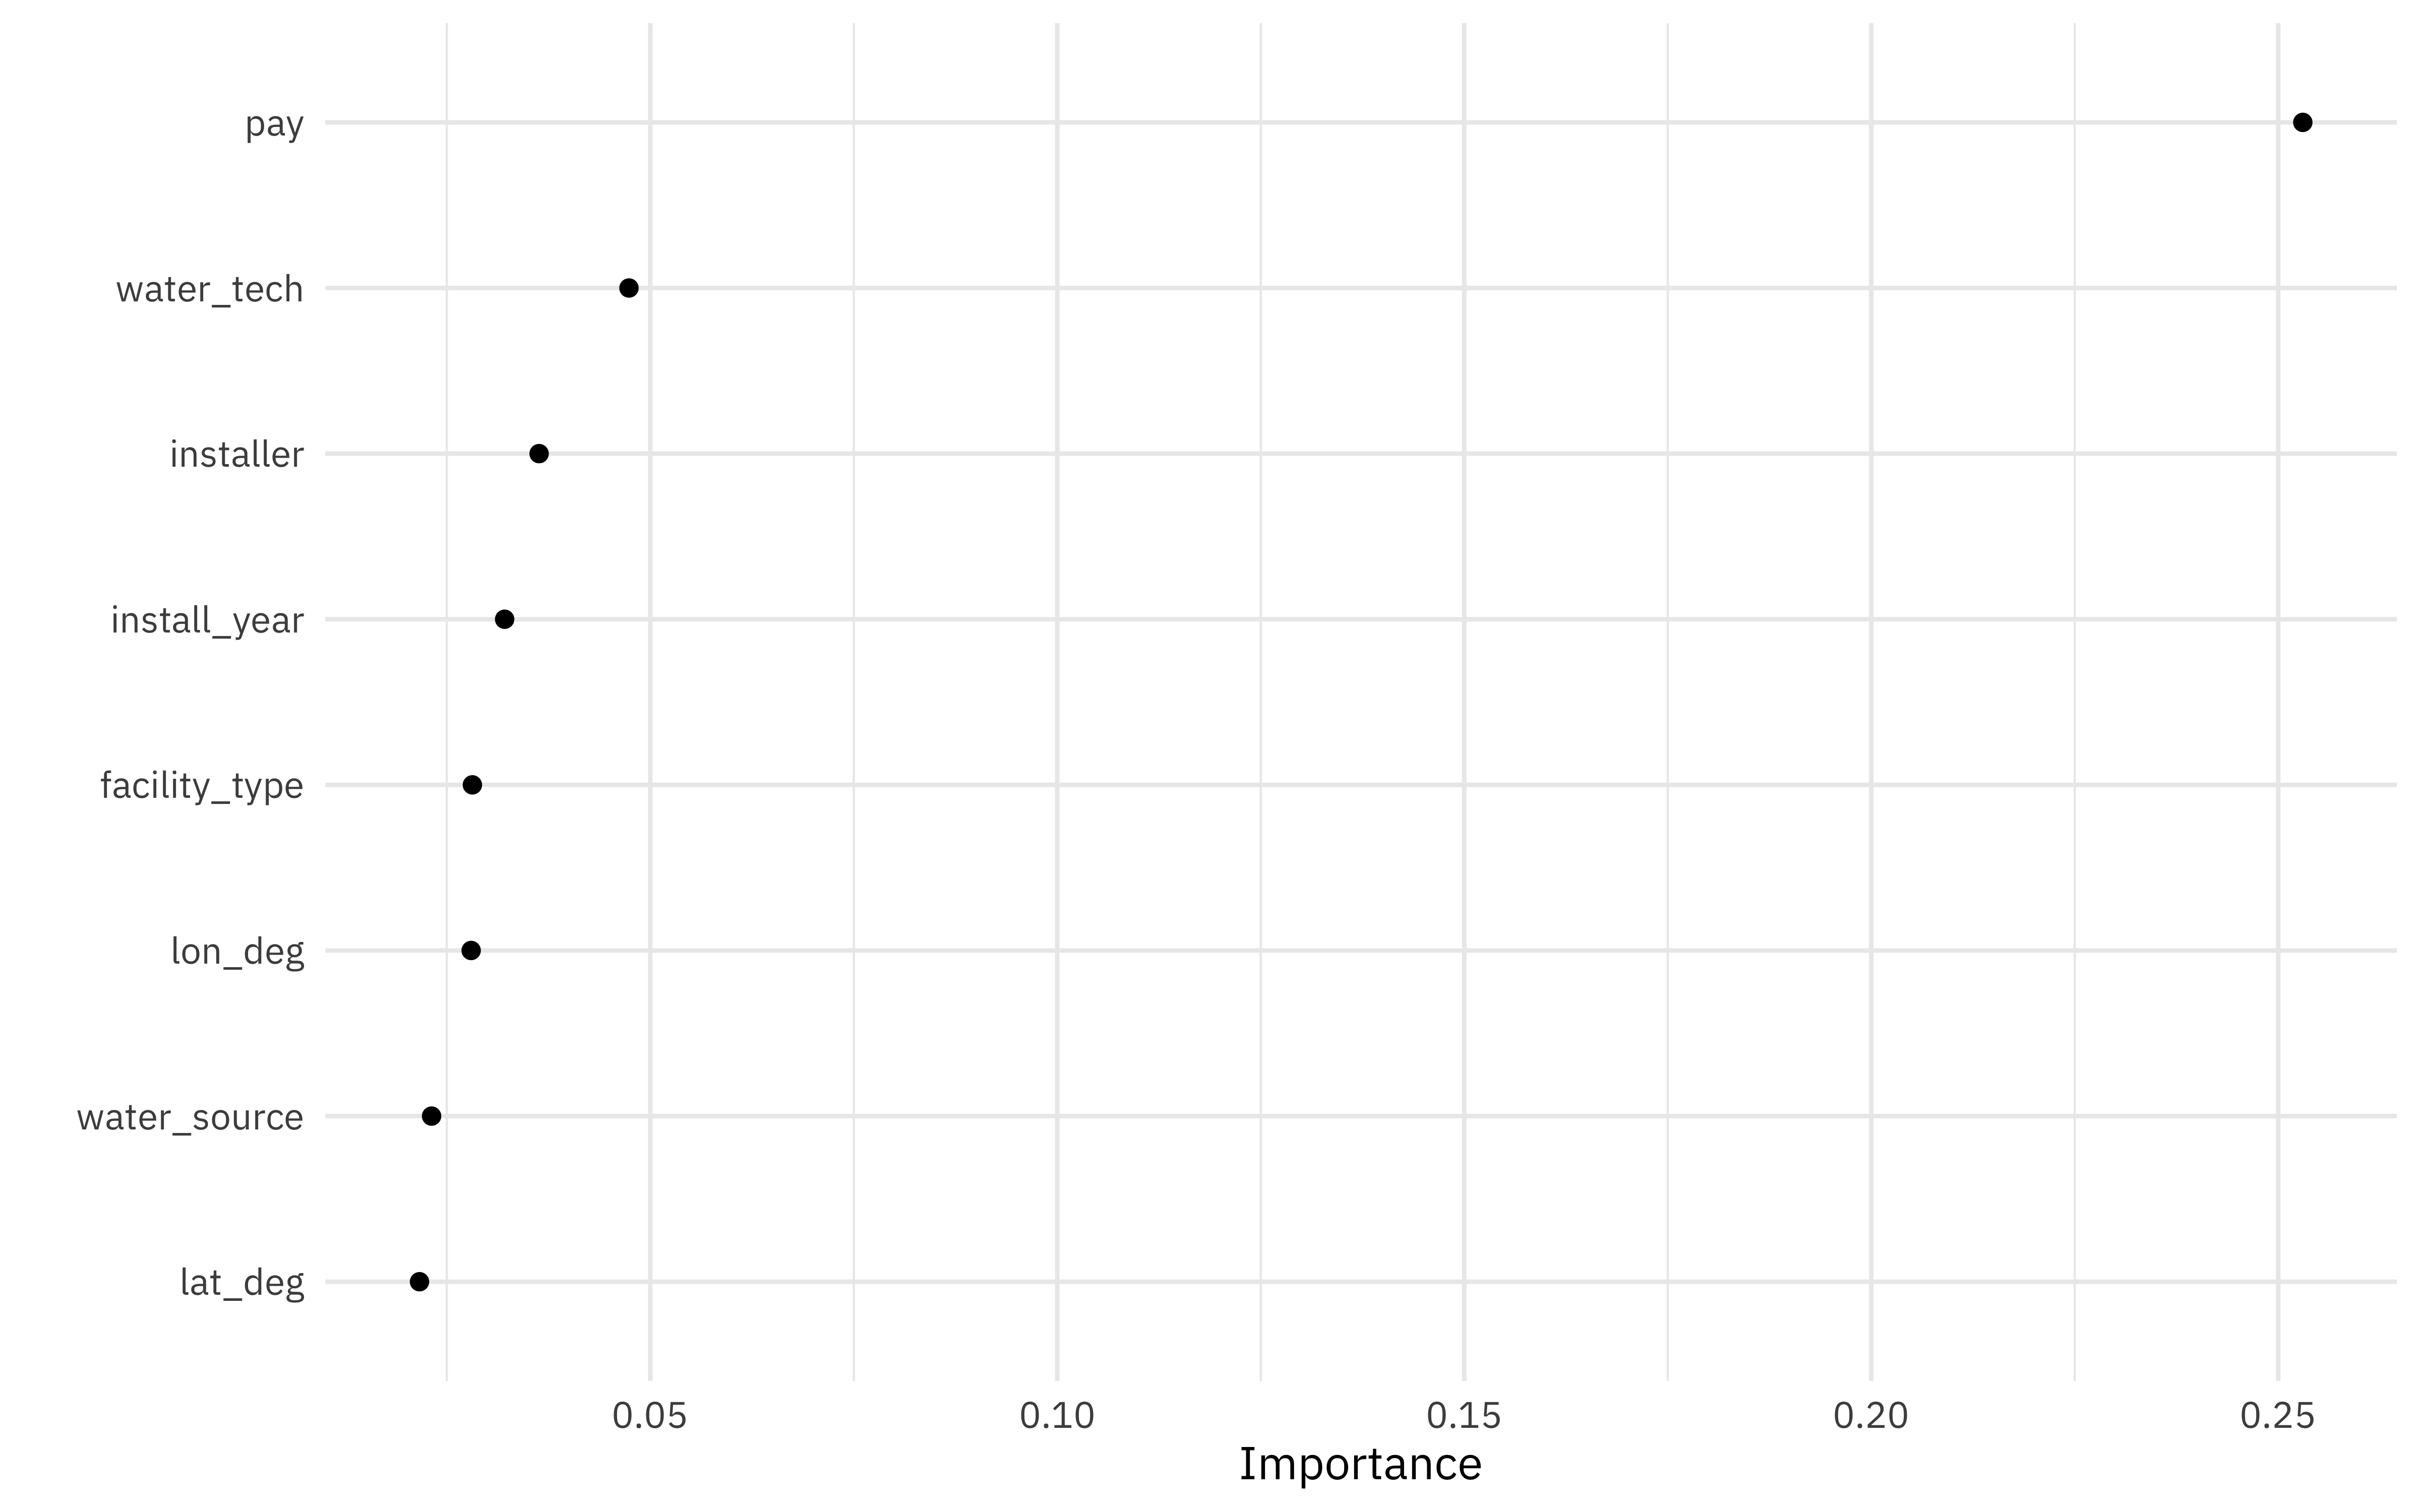 pay
water_tech
installer
install_year
facility_type
lon_deg
water_source
lat_deg
0.05 0.10 0.15 0.20 0.25
Importance